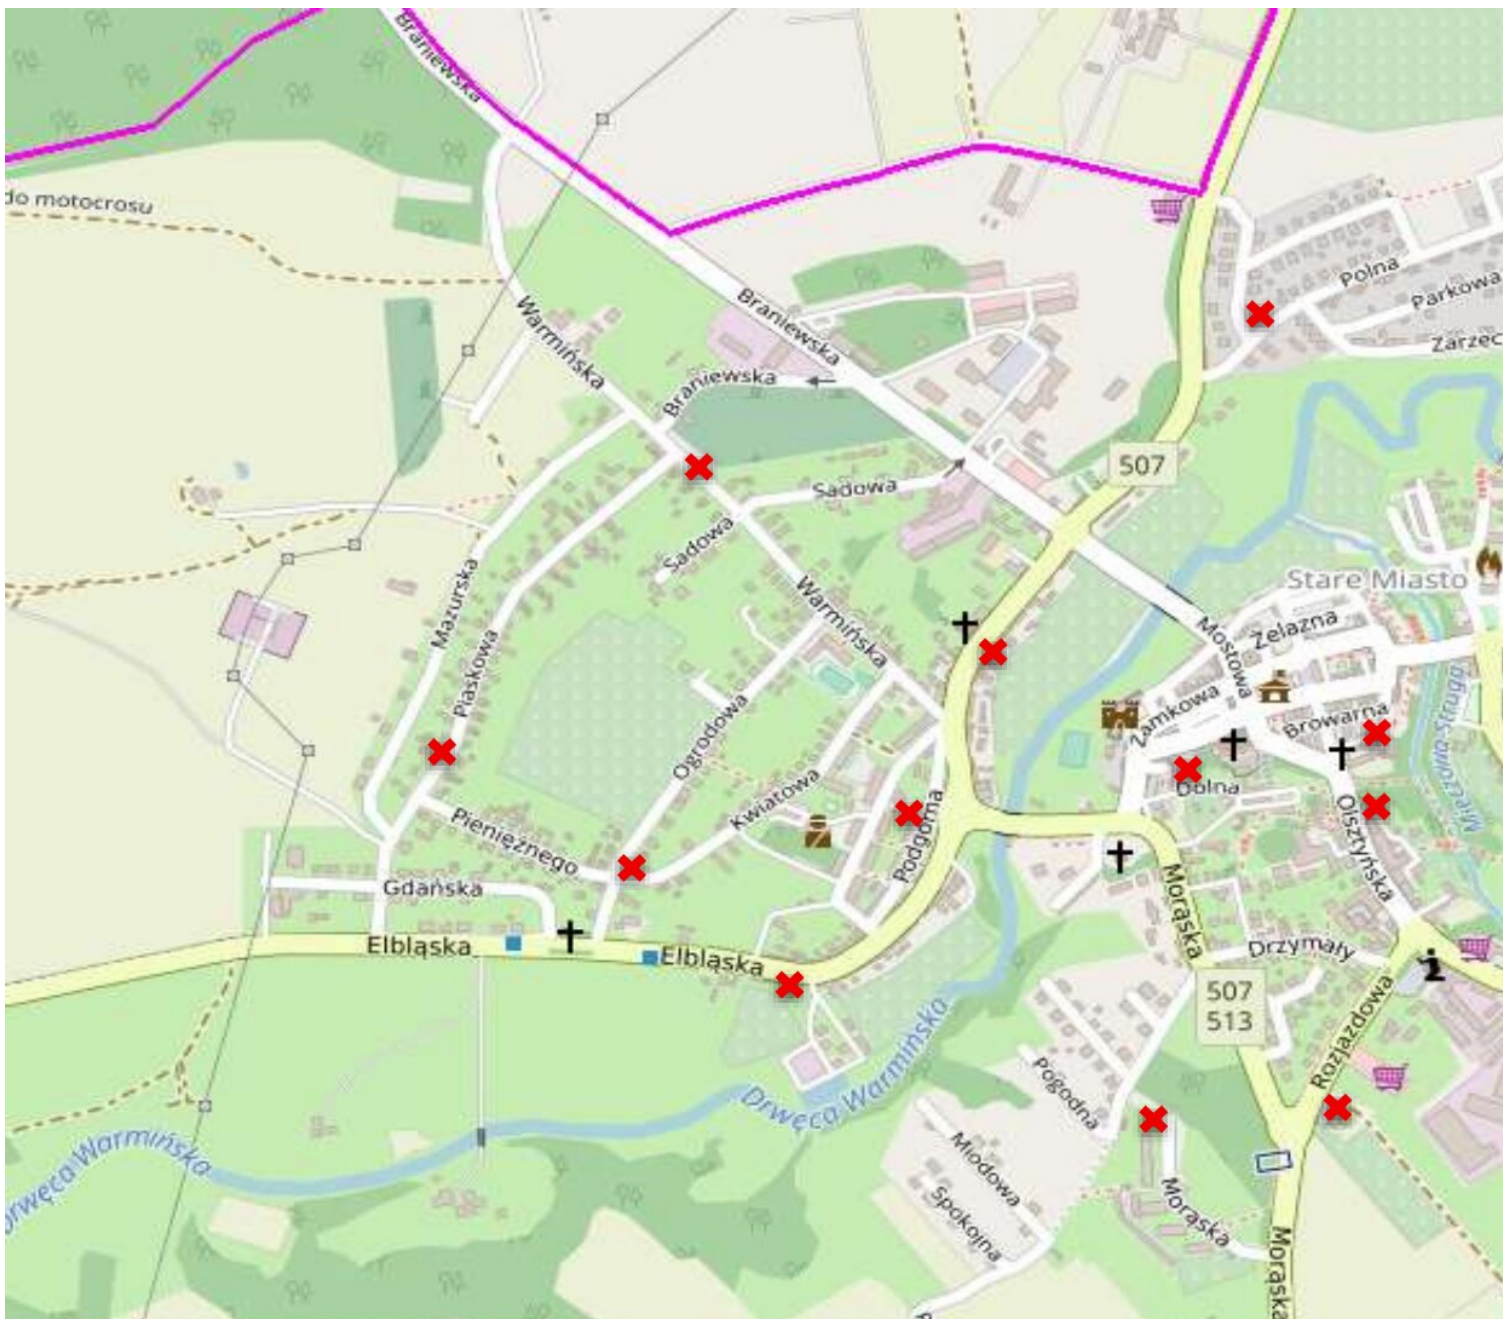 Braniewska
do motocrosu
Polna
Parkowa
Zarzec
Warmińska
Braniewska
Braniewska
507
Sadowa
Sadowa
Stare Miasto
Mazurska
Piaskowa
Warmińska
Żelazna
Mostowa
Zamkowa
Browarna
Ogrodowa
Dolna
Kwiatowa
Podgórna
Olsztyńska
Pieniężnego
Gdańska
Morąska
Elbląska
Elbląska
Drzymały
507
513
Rozjazdowa
Drwęca Warmińsko
Pogodna
Drwęca Warmińska
Miodowa
Spokojna
Morąska
Morąska